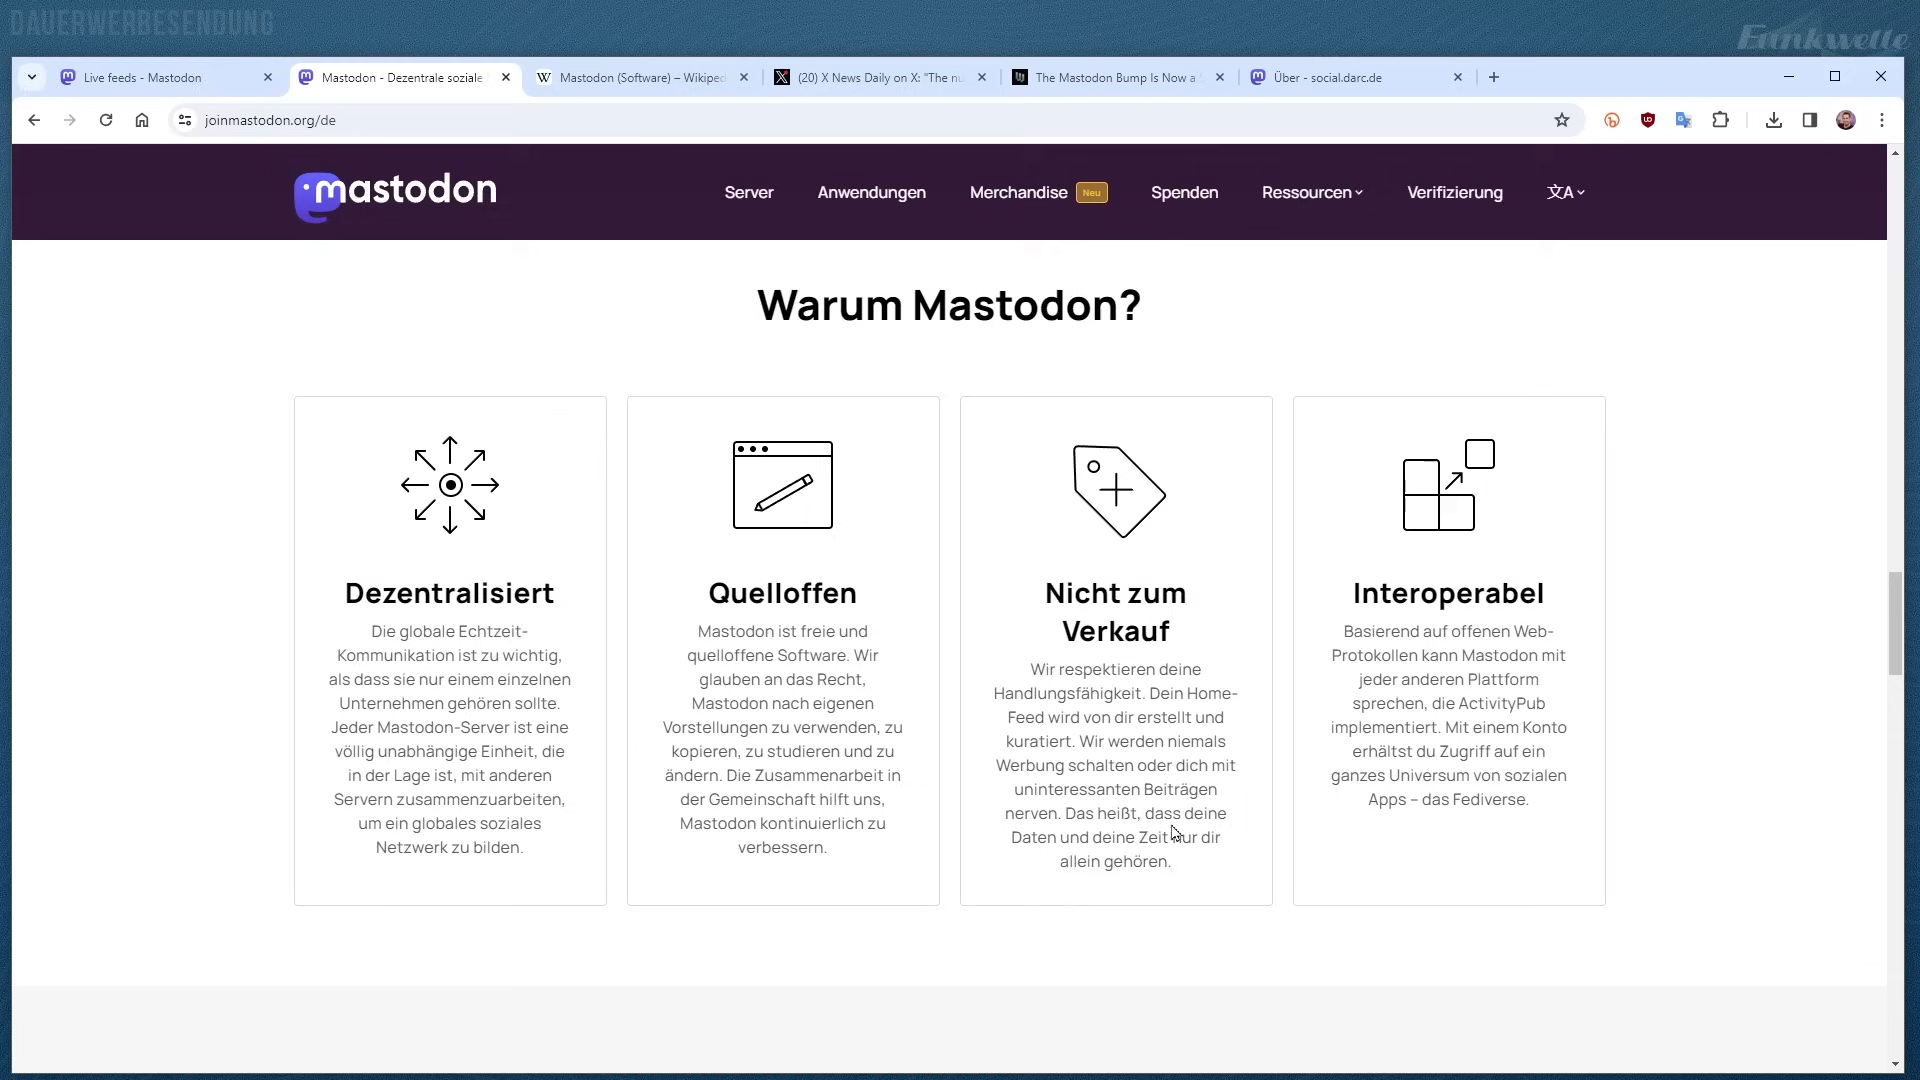 DAUERWERBESENDUNG
Funkwelle
Live feeds - Mastodon
Mastodon - Dezentrale soziale
Mastodon (Software) – Wikiped
(20) X News Daily on X: "The nu
The Mastodon Bump Is Now a
Über - social.darc.de
joinmastodon.org/de
mastodon
Server
Anwendungen
Merchandise
Neu
Spenden
Ressourcen
Verifizierung
文A
Warum Mastodon?
Dezentralisiert
Die globale Echtzeit-
Kommunikation ist zu wichtig,
als dass sie nur einem einzelnen
Unternehmen gehören sollte.
Jeder Mastodon-Server ist eine
völlig unabhängige Einheit, die
in der Lage ist, mit anderen
Servern zusammenzuarbeiten,
um ein globales soziales
Netzwerk zu bilden.
Quelloffen
Mastodon ist freie und
quelloffene Software. Wir
glauben an das Recht,
Mastodon nach eigenen
Vorstellungen zu verwenden, zu
kopieren, zu studieren und zu
ändern. Die Zusammenarbeit in
der Gemeinschaft hilft uns,
Mastodon kontinuierlich zu
verbessern.
Nicht zum
Verkauf
Wir respektieren deine
Handlungsfähigkeit. Dein Home-
Feed wird von dir erstellt und
kuratiert. Wir werden niemals
Werbung schalten oder dich mit
uninteressanten Beiträgen
nerven. Das heißt, dass deine
Daten und deine Zeit nur dir
allein gehören.
Interoperabel
Basierend auf offenen Web-
Protokollen kann Mastodon mit
jeder anderen Plattform
sprechen, die ActivityPub
implementiert. Mit einem Konto
erhältst du Zugriff auf ein
ganzes Universum von sozialen
Apps – das Fediverse.